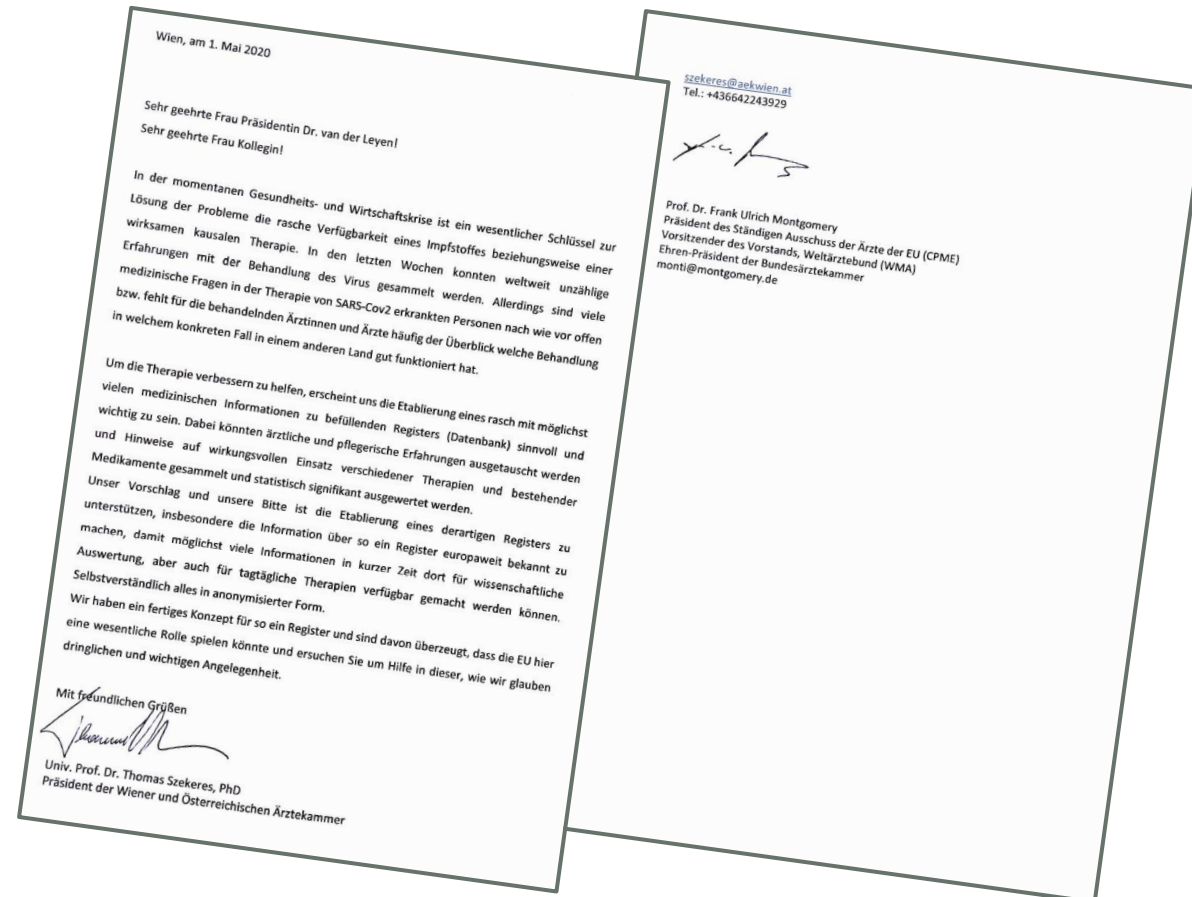 Wien, am 1. Mai 2020
Sehr geehrte Frau Präsidentin Dr. van der Leyen!
Sehr geehrte Frau Kollegin!
In der momentanen Gesundheits- und Wirtschaftskrise ist ein wesentlicher Schlüssel zur
Lösung der Probleme die rasche Verfügbarkeit eines Impfstoffes beziehungsweise einer
wirksamen kausalen Therapie. In den letzten Wochen konnten weltweit unzählige
Erfahrungen mit der Behandlung des Virus gesammelt werden. Allerdings sind viele
medizinische Fragen in der Therapie von SARS-Cov2 erkrankten Personen nach wie vor offen
bzw. fehlt für die behandelnden Ärztinnen und Ärzte häufig der Überblick welche Behandlung
in welchem konkreten Fall in einem anderen Land gut funktioniert hat.
Um die Therapie verbessern zu helfen, erscheint uns die Etablierung eines rasch mit möglichst
vielen medizinischen Informationen zu befüllenden Registers (Datenbank) sinnvoll und
wichtig zu sein. Dabei könnten ärztliche und pflegerische Erfahrungen ausgetauscht werden
und Hinweise auf wirkungsvollen Einsatz verschiedener Therapien und bestehender
Medikamente gesammelt und statistisch signifikant ausgewertet werden.
Unser Vorschlag und unsere Bitte ist die Etablierung eines derartigen Registers zu
unterstützen, insbesondere die Information über so ein Register europaweit bekannt zu
machen, damit möglichst viele Informationen in kurzer Zeit dort für wissenschaftliche
Auswertung, aber auch für tagtägliche Therapien verfügbar gemacht werden können.
Selbstverständlich alles in anonymisierter Form.
Wir haben ein fertiges Konzept für so ein Register und sind davon überzeugt, dass die EU hier
eine wesentliche Rolle spielen könnte und ersuchen Sie um Hilfe in dieser, wie wir glauben
dringlichen und wichtigen Angelegenheit.
Mit freundlichen Grüßen
Univ. Prof. Dr. Thomas Szekeres, PhD
Präsident der Wiener und Österreichischen Ärztekammer
szekeres@aekwien.at
Tel.: +436642243929
Prof. Dr. Frank Ulrich Montgomery
Präsident des Ständigen Ausschuss der Ärzte der EU (CPME)
Vorsitzender des Vorstands, Weltärztebund (WMA)
Ehren-Präsident der Bundesärztekammer
monti@montgomery.de